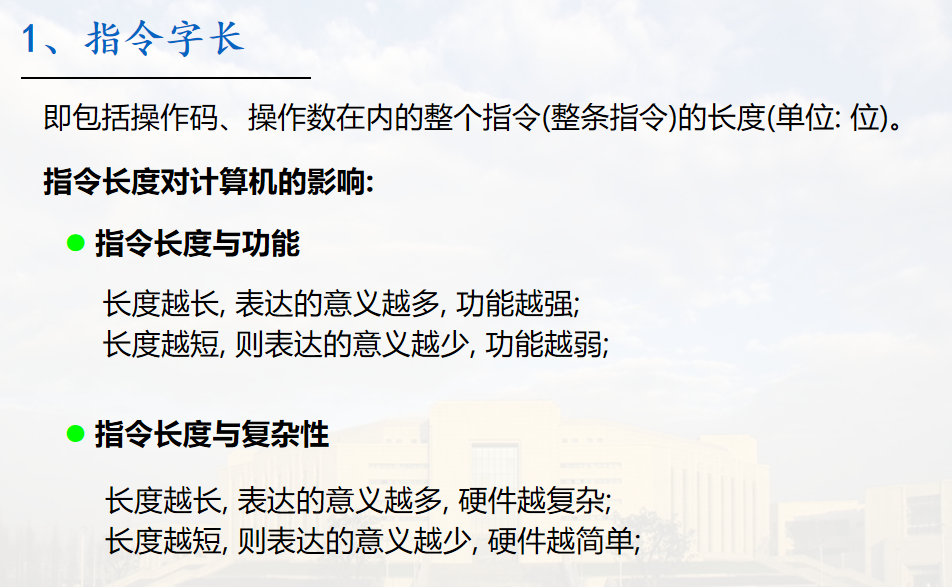 1、指令字长
即包括操作码、操作数在内的整个指令(整条指令)的长度(单位: 位)。
指令长度对计算机的影响:
指令长度与功能
长度越长, 表达的意义越多, 功能越强;
长度越短, 则表达的意义越少, 功能越弱;
指令长度与复杂性
长度越长, 表达的意义越多, 硬件越复杂;
长度越短, 则表达的意义越少, 硬件越简单;